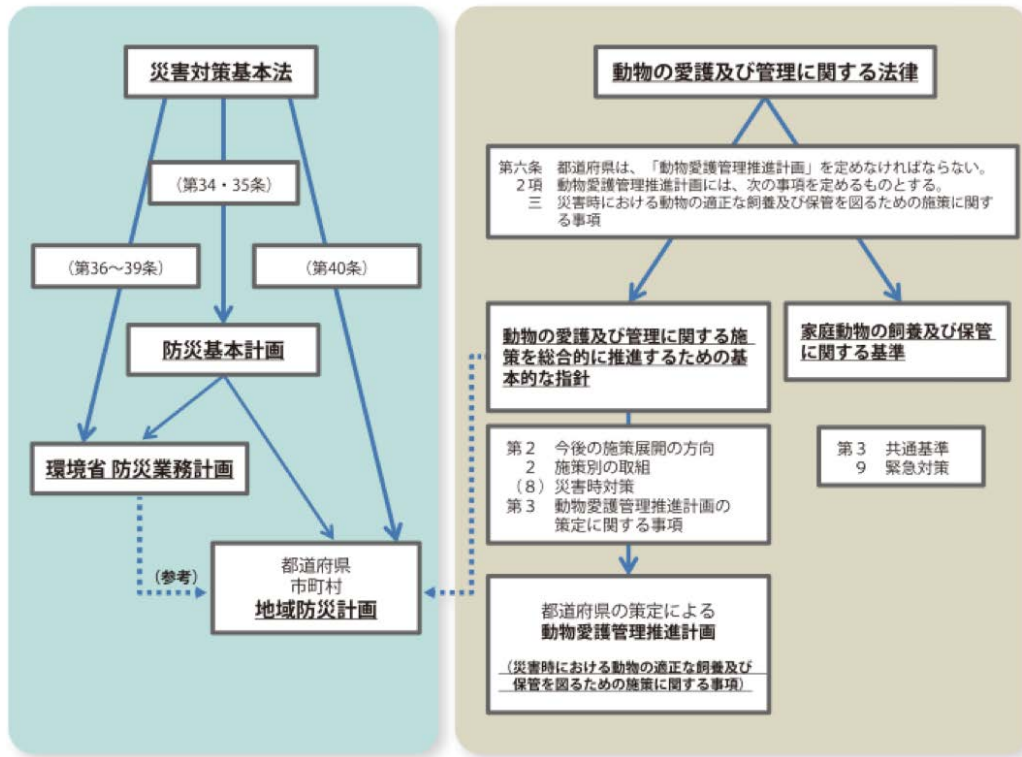 災害対策基本法
(第34・35条)
(第36〜39条)
(第40条)
防災基本計画
環境省 防災業務計画
(参考)
都道府県
市町村
地域防災計画
動物の愛護及び管理に関する法律
第六条 都道府県は、「動物愛護管理推進計画」を定めなければならない。
2項 動物愛護管理推進計画には、次の事項を定めるものとする。
三 災害時における動物の適正な飼養及び保管を図るための施策に関す
る事項
動物の愛護及び管理に関する施
策を総合的に推進するための基
本的な指針
第2 今後の施策展開の方向
2 施策別の取組
(8)災害時対策
第3 動物愛護管理推進計画の
策定に関する事項
都道府県の策定による
動物愛護管理推進計画
(災害時における動物の適正な飼養及び
保管を図るための施策に関する事項)
家庭動物の飼養及び保管
に関する基準
第3 共通基準
9 緊急対策